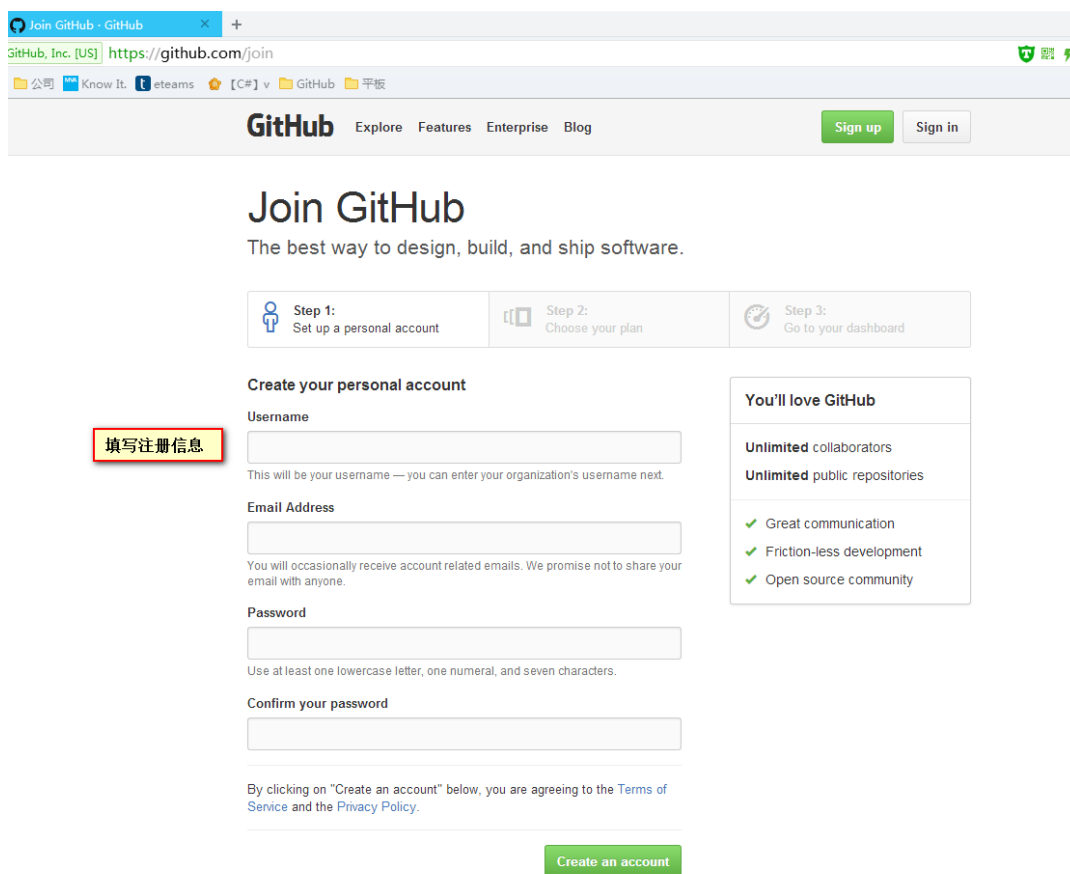 Join GitHub · GitHub
GitHub, Inc. [US] https://github.com/join
公司 Know It. eteams 【C#】v GitHub 平板
GitHub Explore Features Enterprise Blog Sign up Sign in
Join GitHub
The best way to design, build, and ship software.
Step 1:
Set up a personal account
Step 2:
Choose your plan
Step 3:
Go to your dashboard
Create your personal account
Username
填写注册信息
This will be your username — you can enter your organization's username next.
Email Address
You will occasionally receive account related emails. We promise not to share your
email with anyone.
Password
Use at least one lowercase letter, one numeral, and seven characters.
Confirm your password
By clicking on "Create an account" below, you are agreeing to the Terms of
Service and the Privacy Policy.
Create an account
You'll love GitHub
Unlimited collaborators
Unlimited public repositories
Great communication
Friction-less development
Open source community